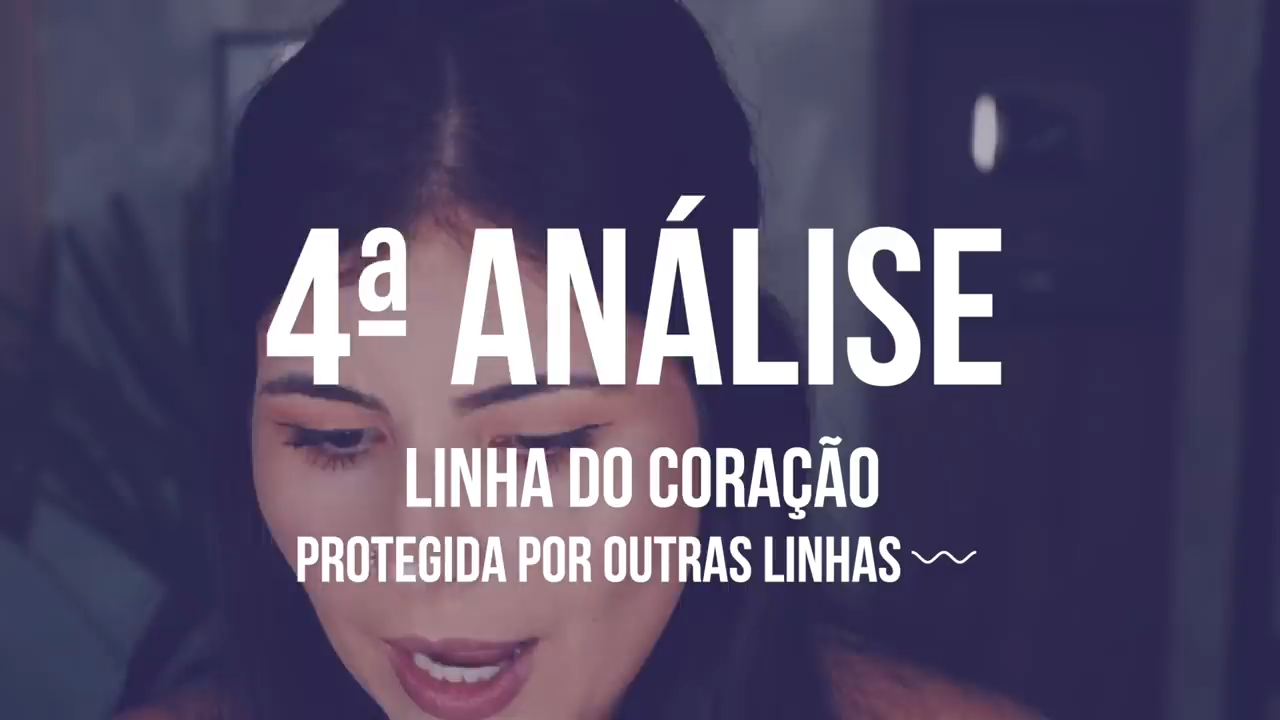 4ª ANÁLISE
LINHA DO CORAÇÃO
PROTEGIDA POR OUTRAS LINHAS